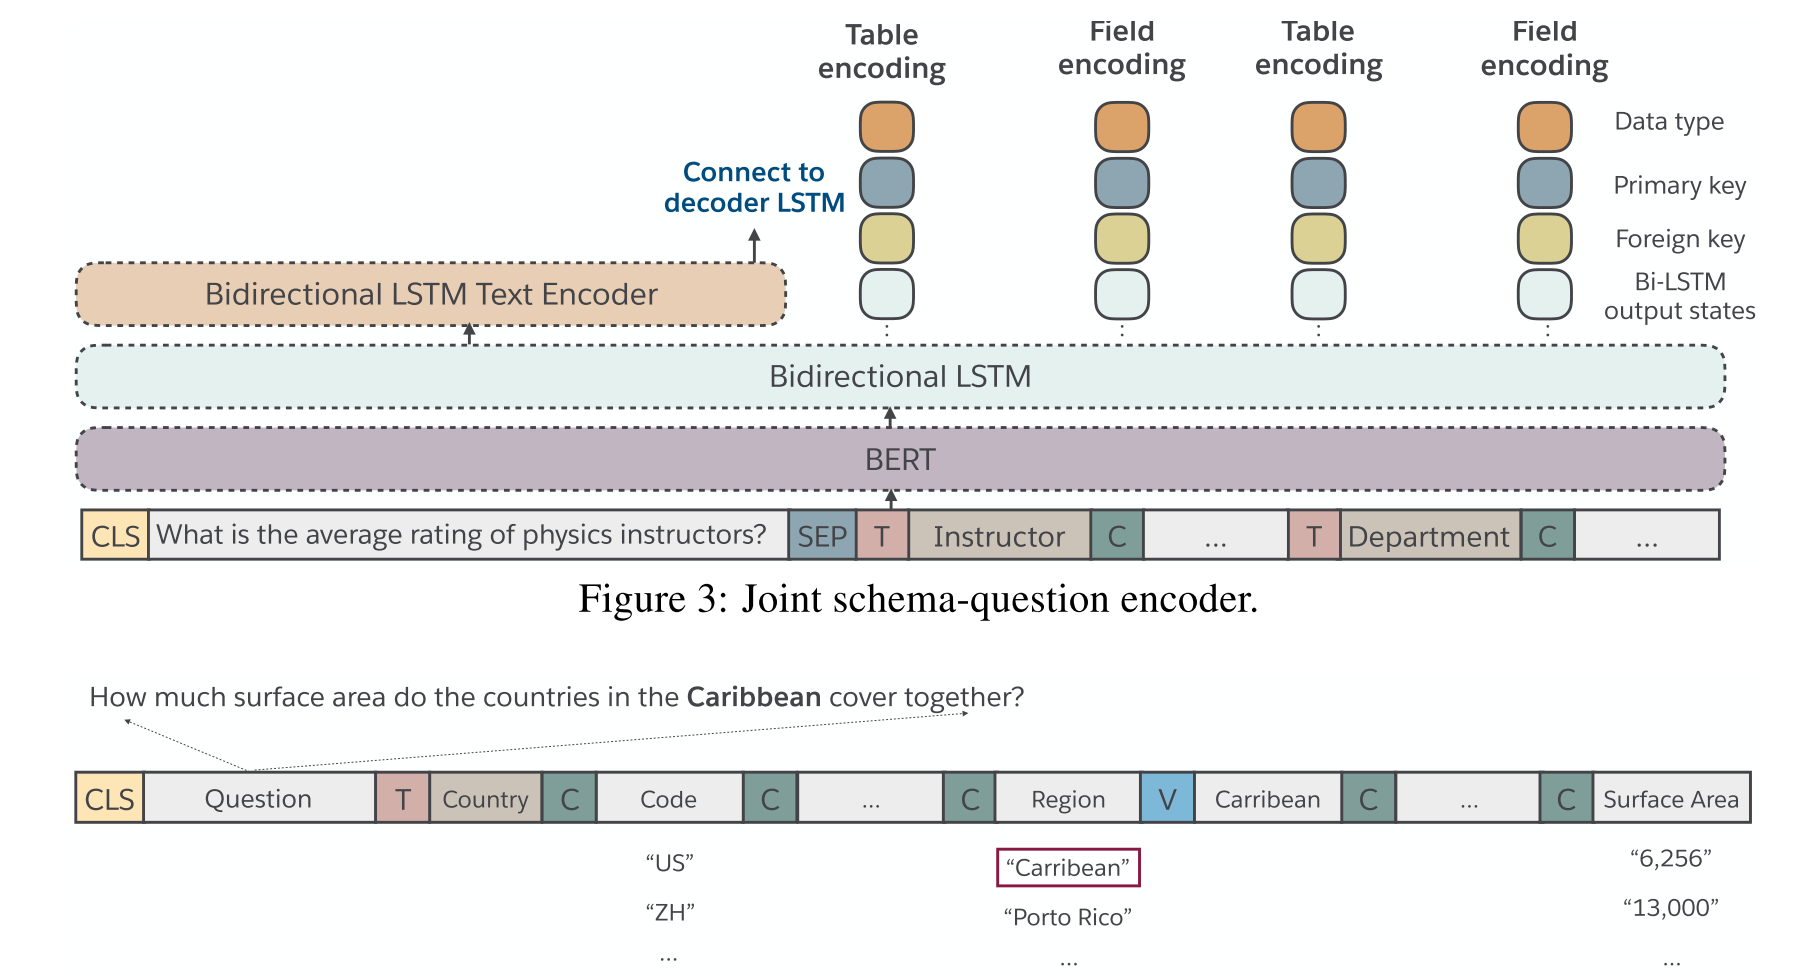 Table encoding
Field encoding
Table encoding
Field encoding
Data type
Primary key
Foreign key
Bi-LSTM output states
Connect to decoder LSTM
Bidirectional LSTM Text Encoder
Bidirectional LSTM
BERT
CLS What is the average rating of physics instructors? SEP T Instructor C ... T Department C ...
Figure 3: Joint schema-question encoder.
How much surface area do the countries in the Caribbean cover together?
CLS Question T Country C Code C ... C Region V Carribean C ... C Surface Area
“US” “Carribean” “6,256”
“ZH” “Porto Rico” “13,000”
... ... ...